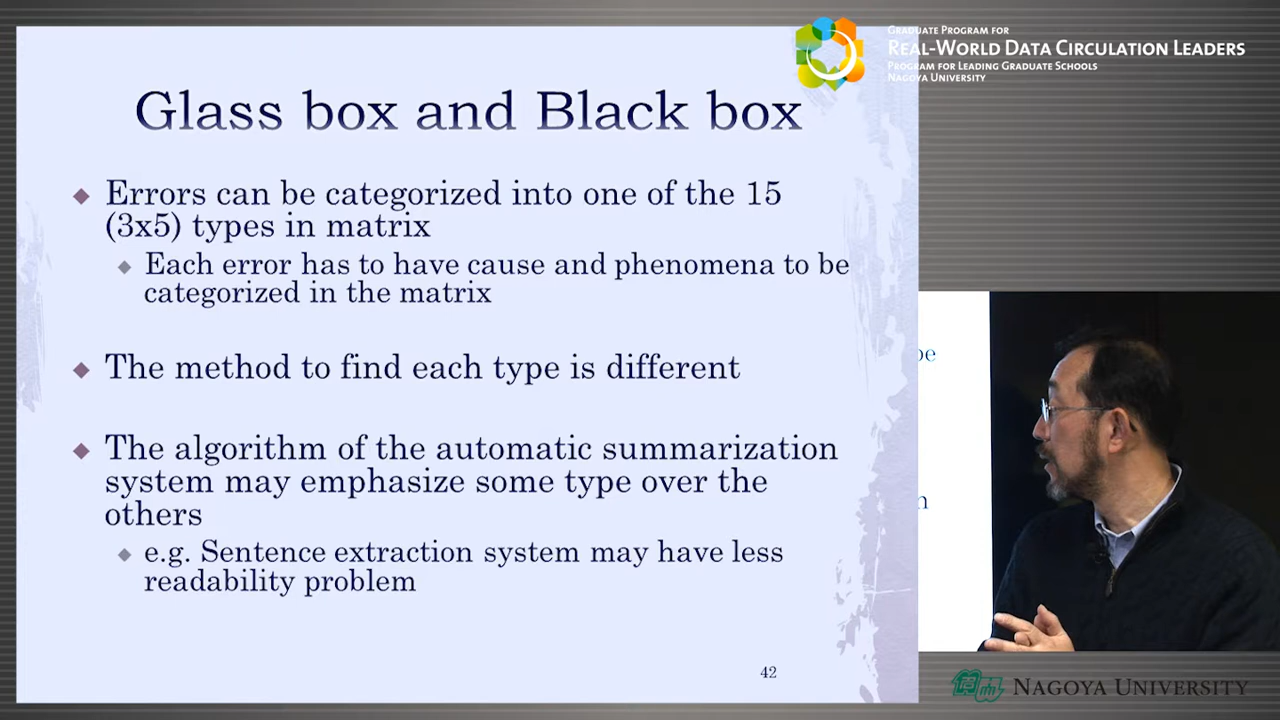 GRADUATE PROGRAM FOR
REAL-WORLD DATA CIRCULATION LEADERS
PROGRAM FOR LEADING GRADUATE SCHOOLS
NAGOYA UNIVERSITY
Glass box and Black box
Errors can be categorized into one of the 15
(3x5) types in matrix
Each error has to have cause and phenomena to be
categorized in the matrix
The method to find each type is different
The algorithm of the automatic summarization
system may emphasize some type over the
others
e.g. Sentence extraction system may have less
readability problem
42
NAGOYA UNIVERSITY